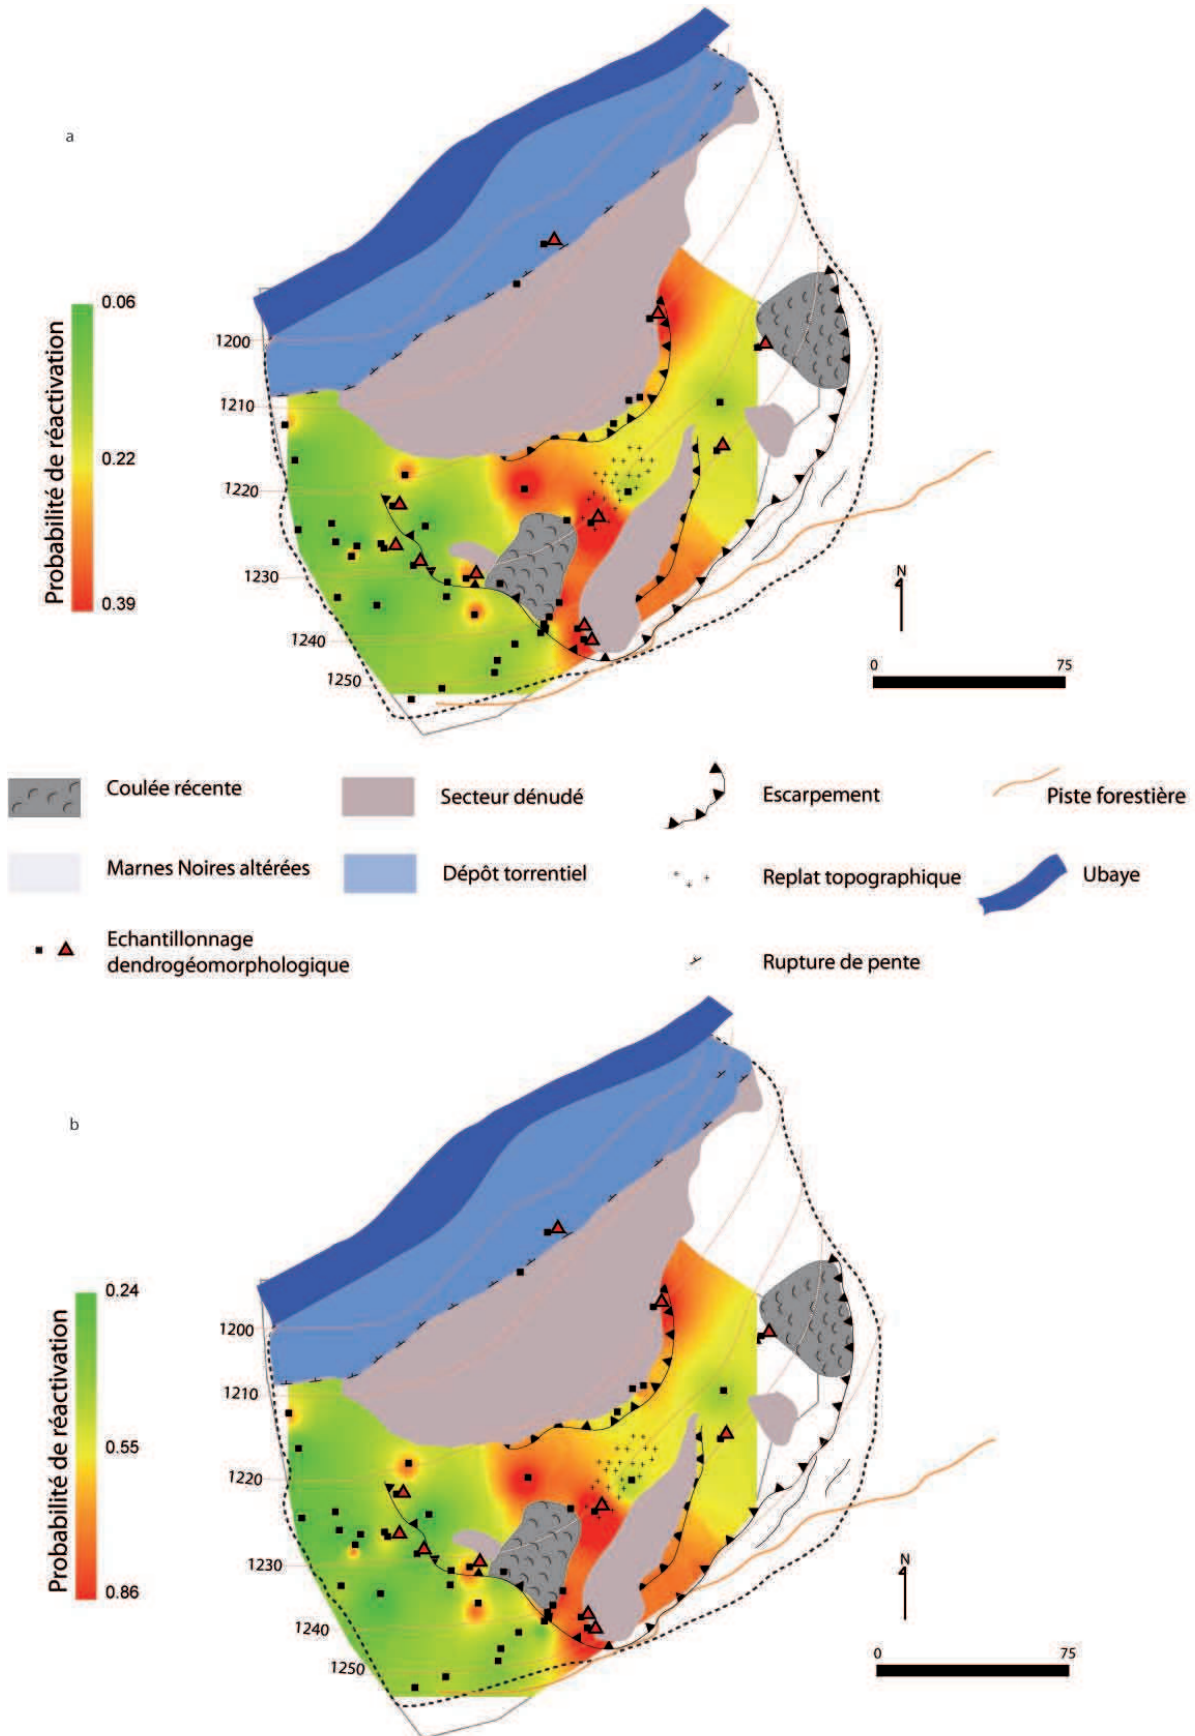 a
Probabilité de réactivation
0.06
0.22
0.39
1200
1210
1220
1230
1240
1250
N
0 75
Coulée récente
Secteur dénudé
Escarpement
Piste forestière
Marnes Noires altérées
Dépôt torrentiel
Replat topographique
Ubaye
Echantillonnage
dendrogéomorphologique
Rupture de pente
b
Probabilité de réactivation
0.24
0.55
0.86
1200
1210
1220
1230
1240
1250
N
0 75